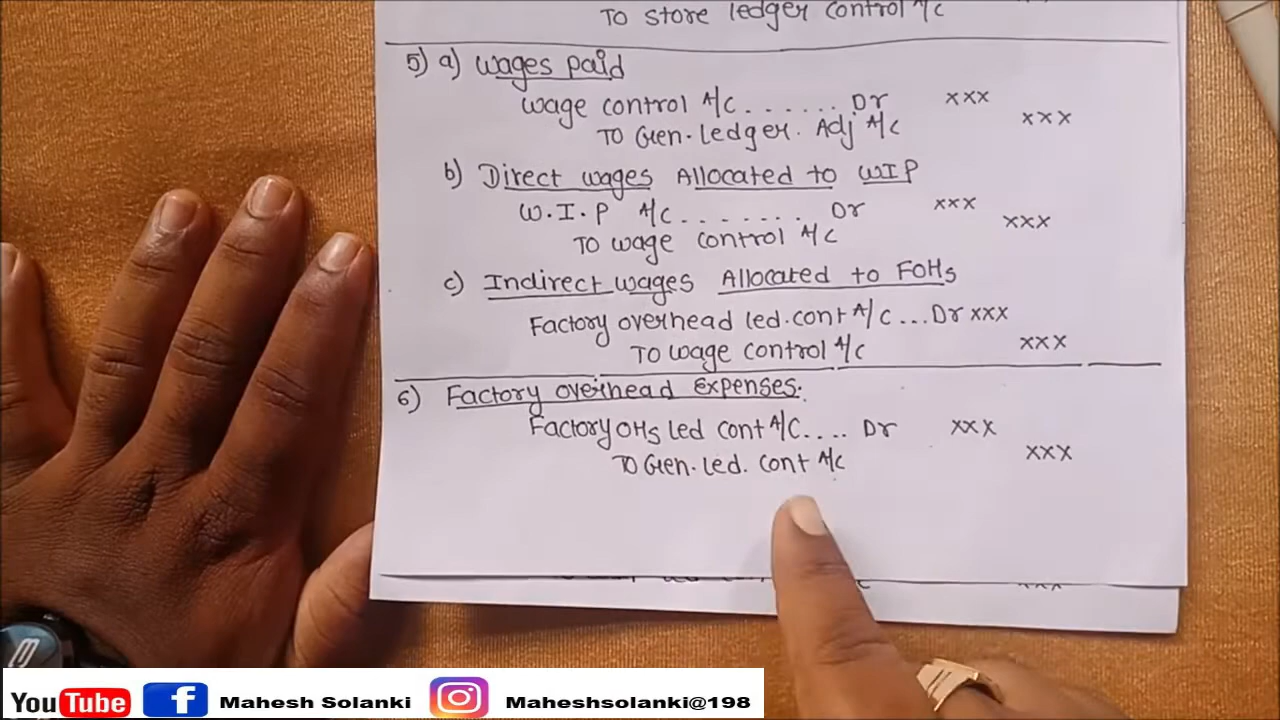 To store ledger control A/C
5) a) Wages paid
Wage control A/C ....... Dr xxx
To Gen. Ledger. Adj A/C xxx
b) Direct wages Allocated to WIP
W.I.P A/C ....... Dr xxx
To wage control A/C xxx
c) Indirect wages Allocated to FOHs
Factory overhead led. cont A/C ... Dr xxx
To wage control A/C xxx
6) Factory overhead Expenses.
Factory OHs Led cont A/C .... Dr xxx
To Gen. Led. Cont A/C xxx
YouTube f Mahesh Solanki Maheshsolanki@198